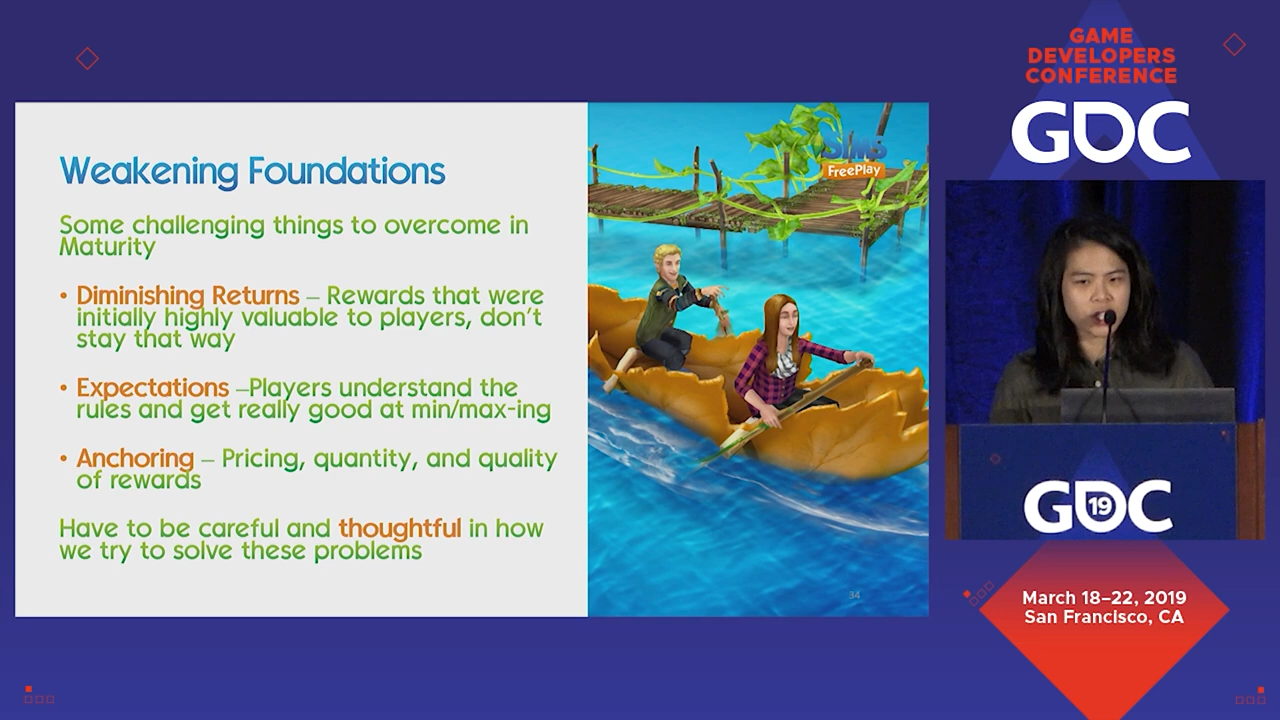 GAME
DEVELOPERS
CONFERENCE
GDC
Weakening Foundations
Some challenging things to overcome in
Maturity
• Diminishing Returns – Rewards that were
initially highly valuable to players, don't
stay that way
• Expectations –Players understand the
rules and get really good at min/max-ing
• Anchoring – Pricing, quantity, and quality
of rewards
Have to be careful and thoughtful in how
we try to solve these problems
SIMS
FreePlay
34
GDC
19
March 18–22, 2019
San Francisco, CA